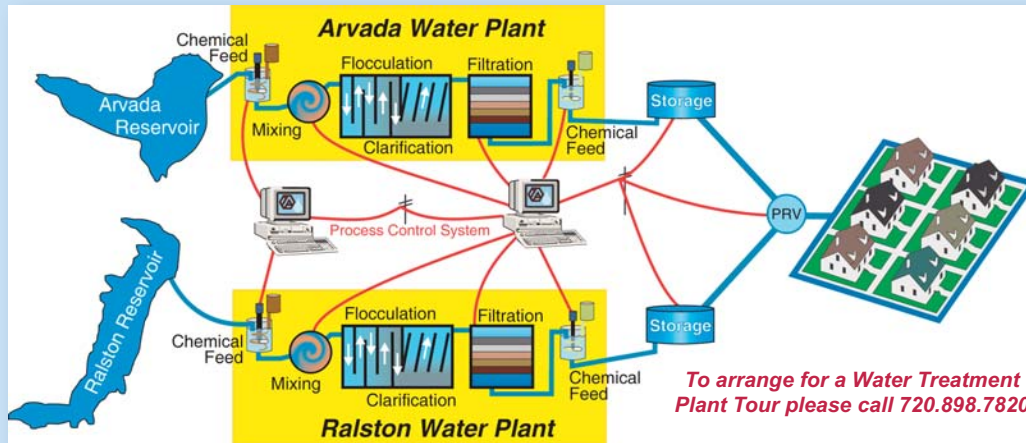 Arvada Water Plant
Chemical
Feed
Flocculation
Filtration
Arvada
Reservoir
Mixing
Clarification
Chemical
Feed
Storage
Process Control System
PRV
Ralston Reservoir
Chemical
Feed
Flocculation
Filtration
Mixing
Clarification
Chemical
Feed
Storage
Ralston Water Plant
To arrange for a Water Treatment
Plant Tour please call 720.898.7820